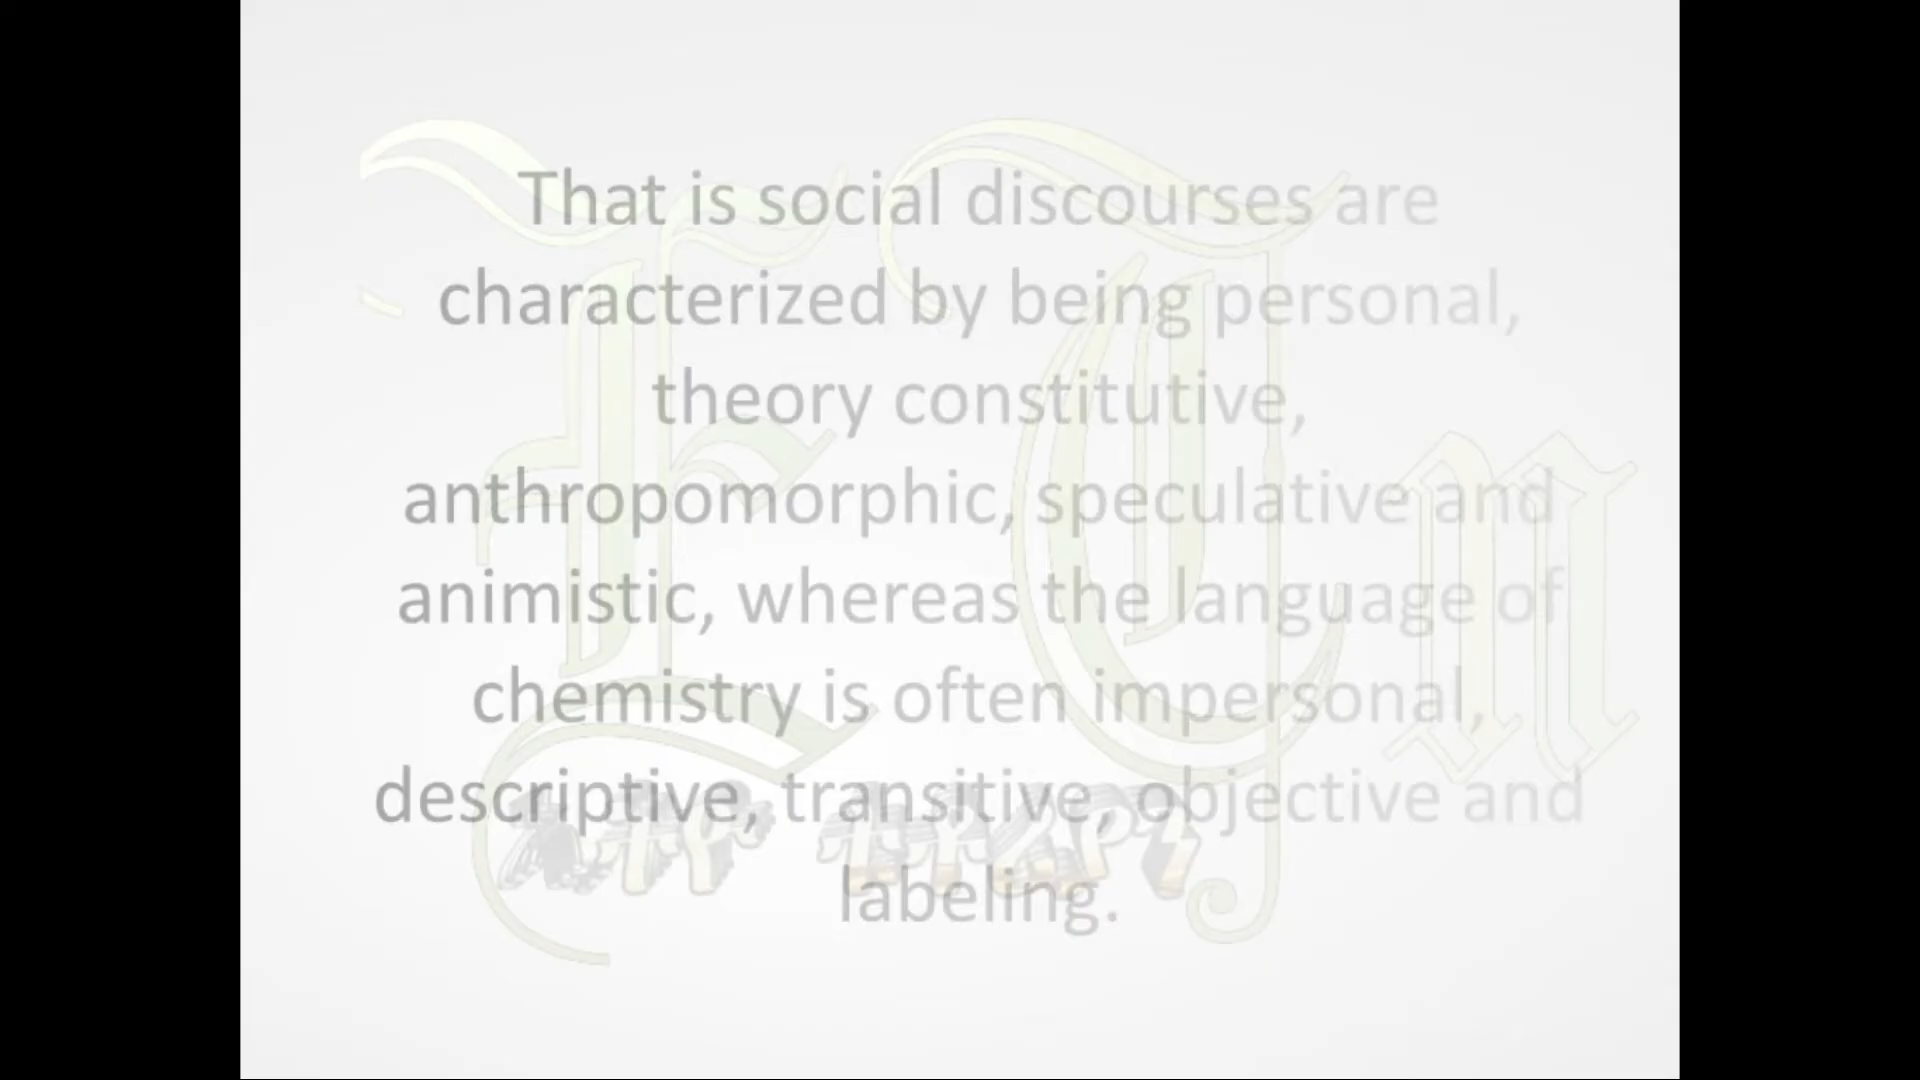 That is social discourses are
characterized by being personal,
theory constitutive,
anthropomorphic, speculative and
animistic, whereas the language of
chemistry is often impersonal,
descriptive, transitive, objective and
labeling.